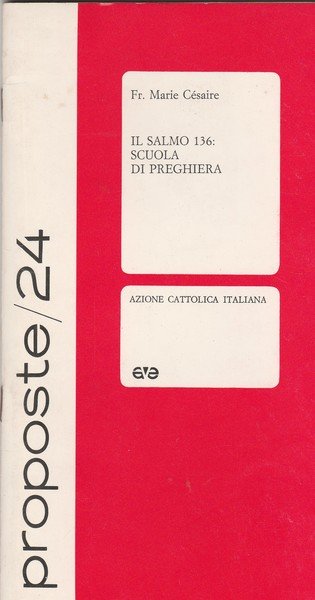 Fr. Marie Césaire
IL SALMO 136:
SCUOLA
DI PREGHIERA
AZIONE CATTOLICA ITALIANA
ave
proposte/24